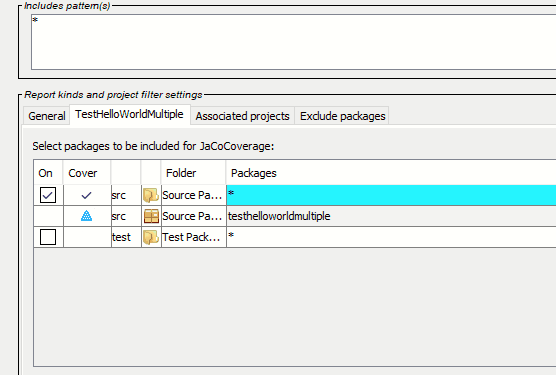 Includes pattern(s)
*
Report kinds and project filter settings
General TestHelloWorldMultiple Associated projects Exclude packages
Select packages to be included for JaCoCoverage:
On Cover Folder Packages
src Source Pa... *
src Source Pa... testhelloworldmultiple
test Test Pack... *